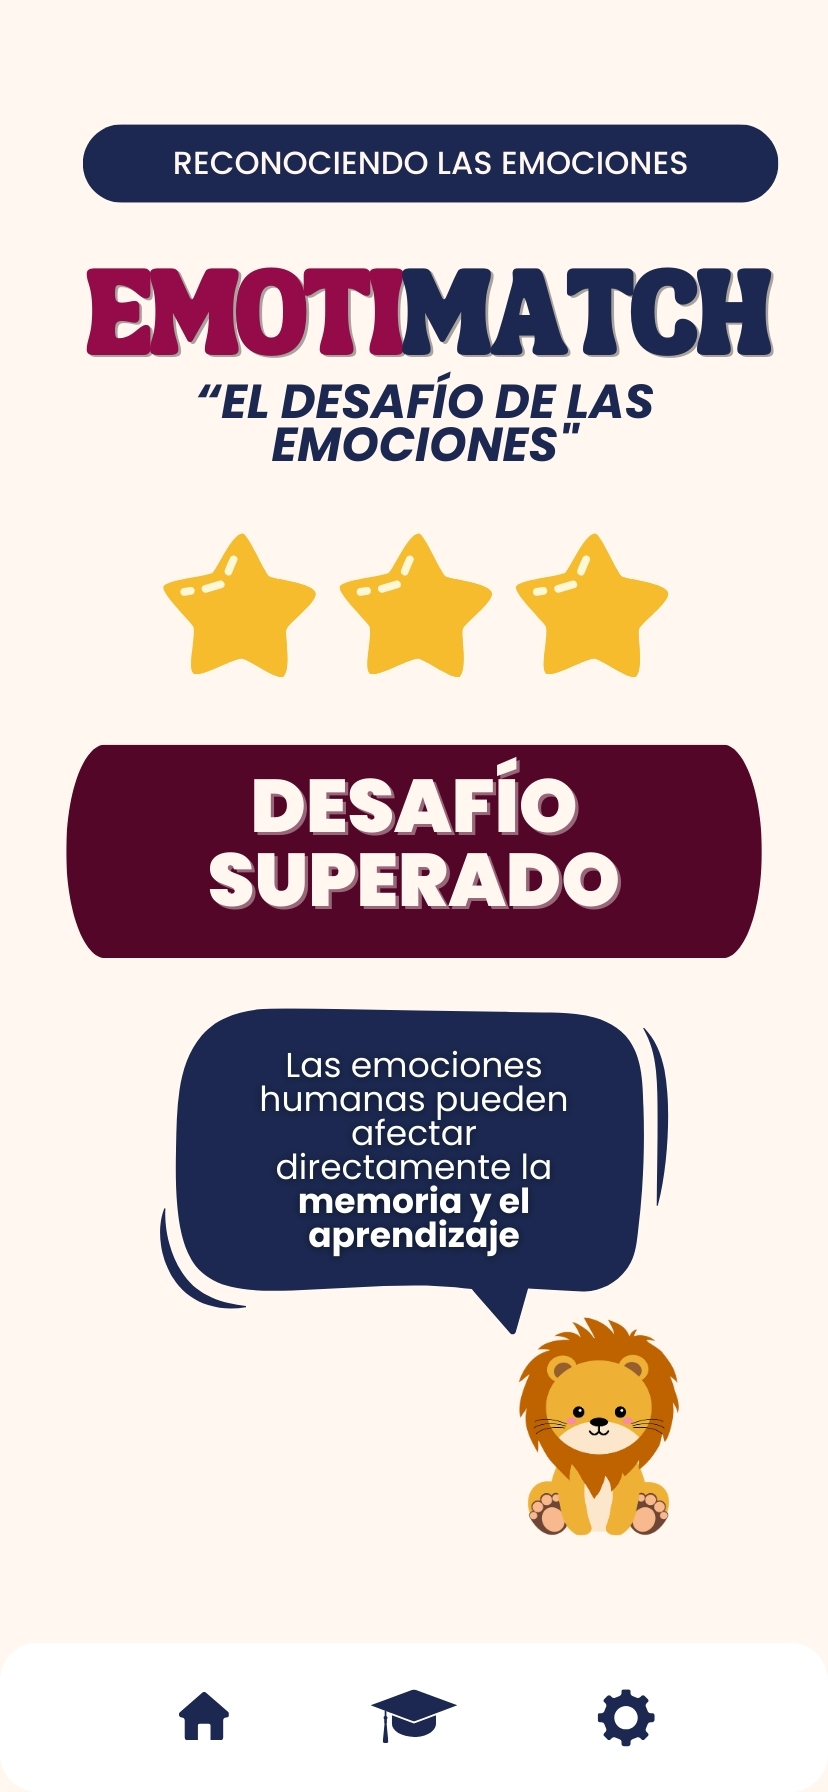 RECONOCIENDO LAS EMOCIONES
EMOTIMATCH
“EL DESAFÍO DE LAS
EMOCIONES"
DESAFÍO
SUPERADO
Las emociones
humanas pueden
afectar
directamente la
memoria y el
aprendizaje